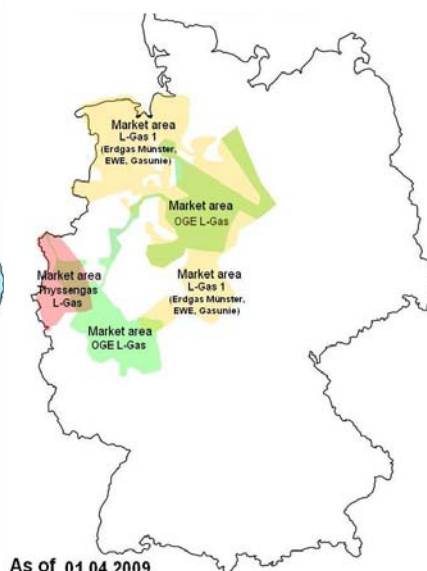 Market area
L-Gas 1
(Erdgas Münster,
EWE, Gasunie)
Market area
OGE L-Gas
Market area
Thyssengas
L-Gas
Market area
L-Gas 1
(Erdgas Münster,
EWE, Gasunie)
Market area
OGE L-Gas
As of 01.04.2009